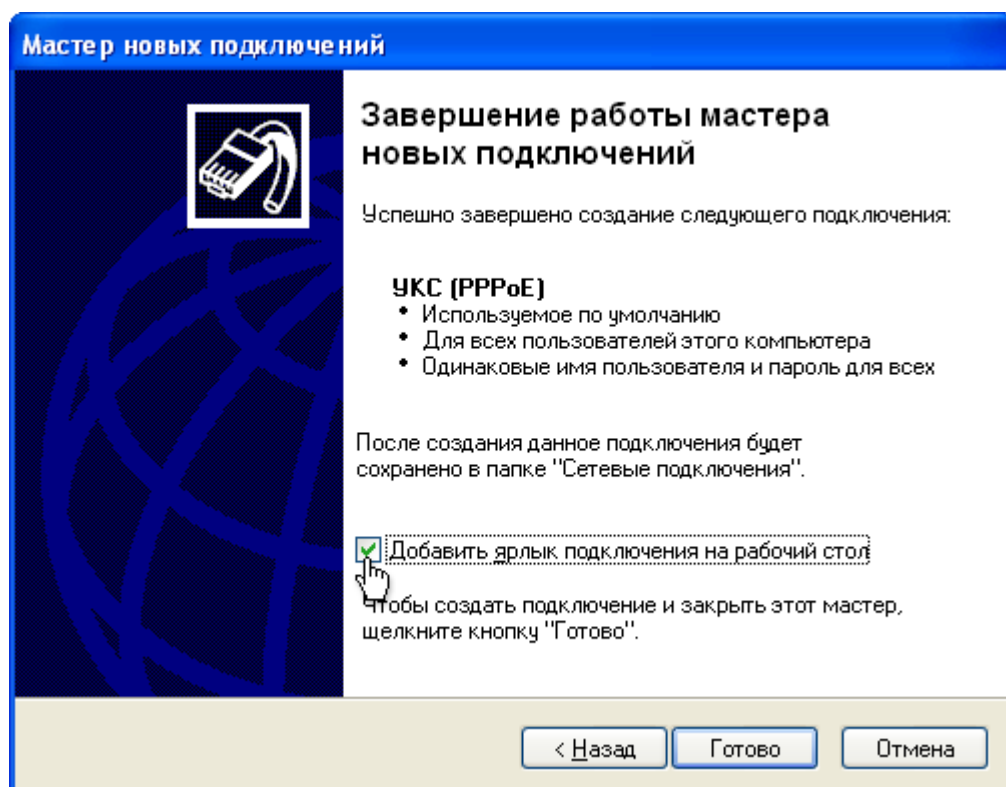 Мастер новых подключений
Завершение работы мастера
новых подключений
Успешно завершено создание следующего подключения:
УКС (PPPoE)
• Используемое по умолчанию
• Для всех пользователей этого компьютера
• Одинаковые имя пользователя и пароль для всех
После создания данное подключения будет
сохранено в папке "Сетевые подключения".
Добавить ярлык подключения на рабочий стол
Чтобы создать подключение и закрыть этот мастер,
щелкните кнопку "Готово".
< Назад Готово Отмена